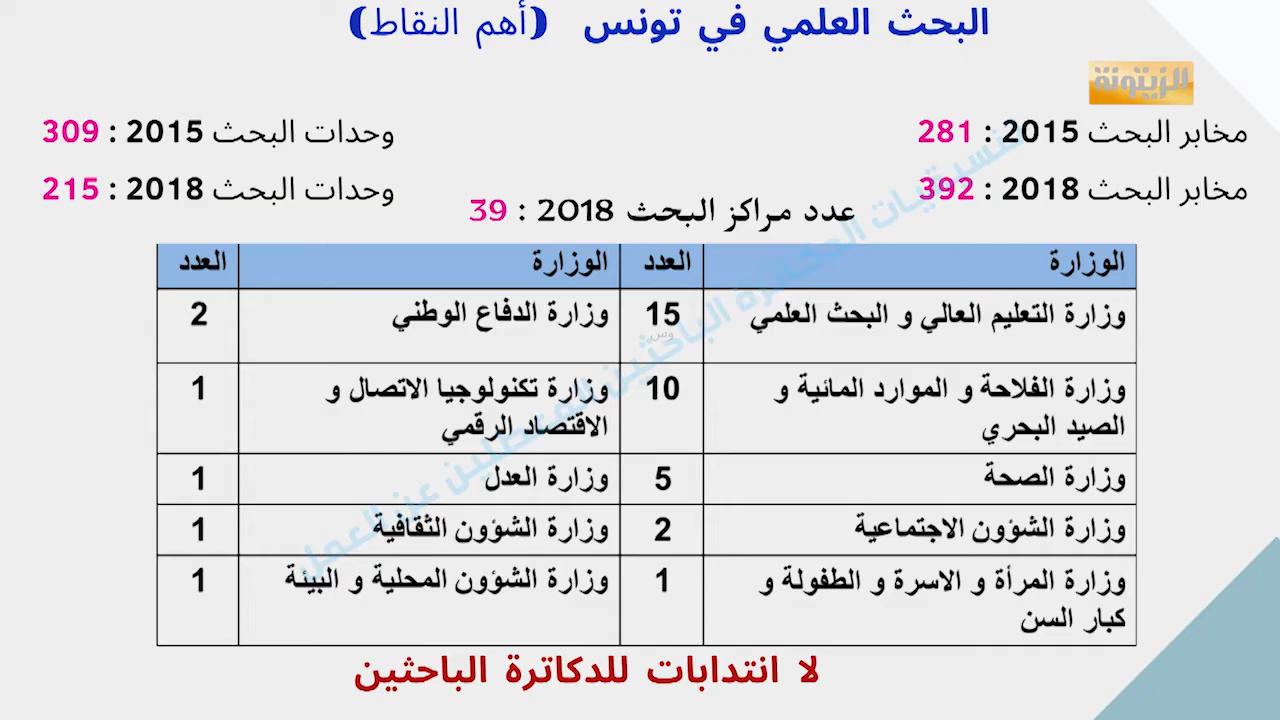 البحث العلمي في تونس (أهم النقاط)
الزيتونة
مخابر البحث 2015 : 281
وحدات البحث 2015 : 309
مخابر البحث 2018 : 392
وحدات البحث 2018 : 215
عدد مراكز البحث 2018 : 39
الوزارة العدد الوزارة العدد
وزارة التعليم العالي و البحث العلمي 15 وزارة الدفاع الوطني 2
وزارة الفلاحة و الموارد المائية و
الصيد البحري 10 وزارة تكنولوجيا الاتصال و
الاقتصاد الرقمي 1
وزارة الصحة 5 وزارة العدل 1
وزارة الشؤون الاجتماعية 2 وزارة الشؤون الثقافية 1
وزارة المرأة و الاسرة و الطفولة و
كبار السن 1 وزارة الشؤون المحلية و البيئة 1
لا انتدابات للدكاترة الباحثين